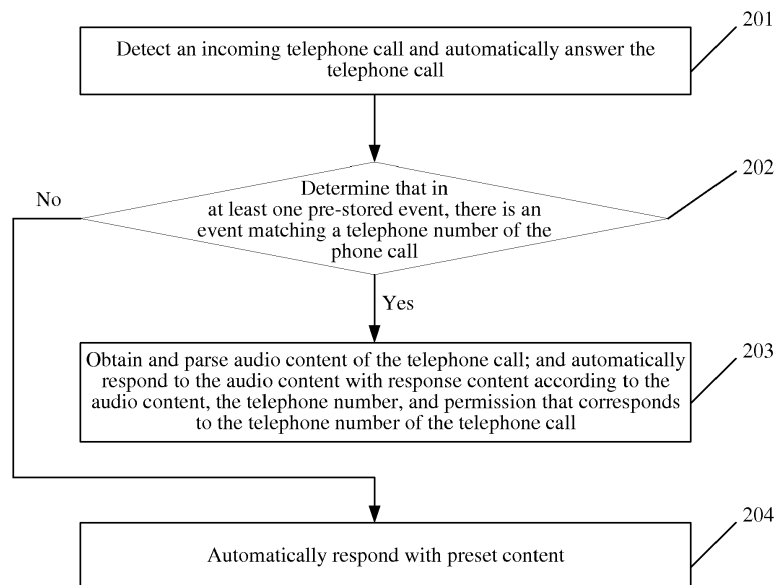 201
Detect an incoming telephone call and automatically answer the
telephone call
202
No
Determine that in
at least one pre-stored event, there is an
event matching a telephone number of the
phone call
Yes
203
Obtain and parse audio content of the telephone call; and automatically
respond to the audio content with response content according to the
audio content, the telephone number, and permission that corresponds
to the telephone number of the telephone call
204
Automatically respond with preset content